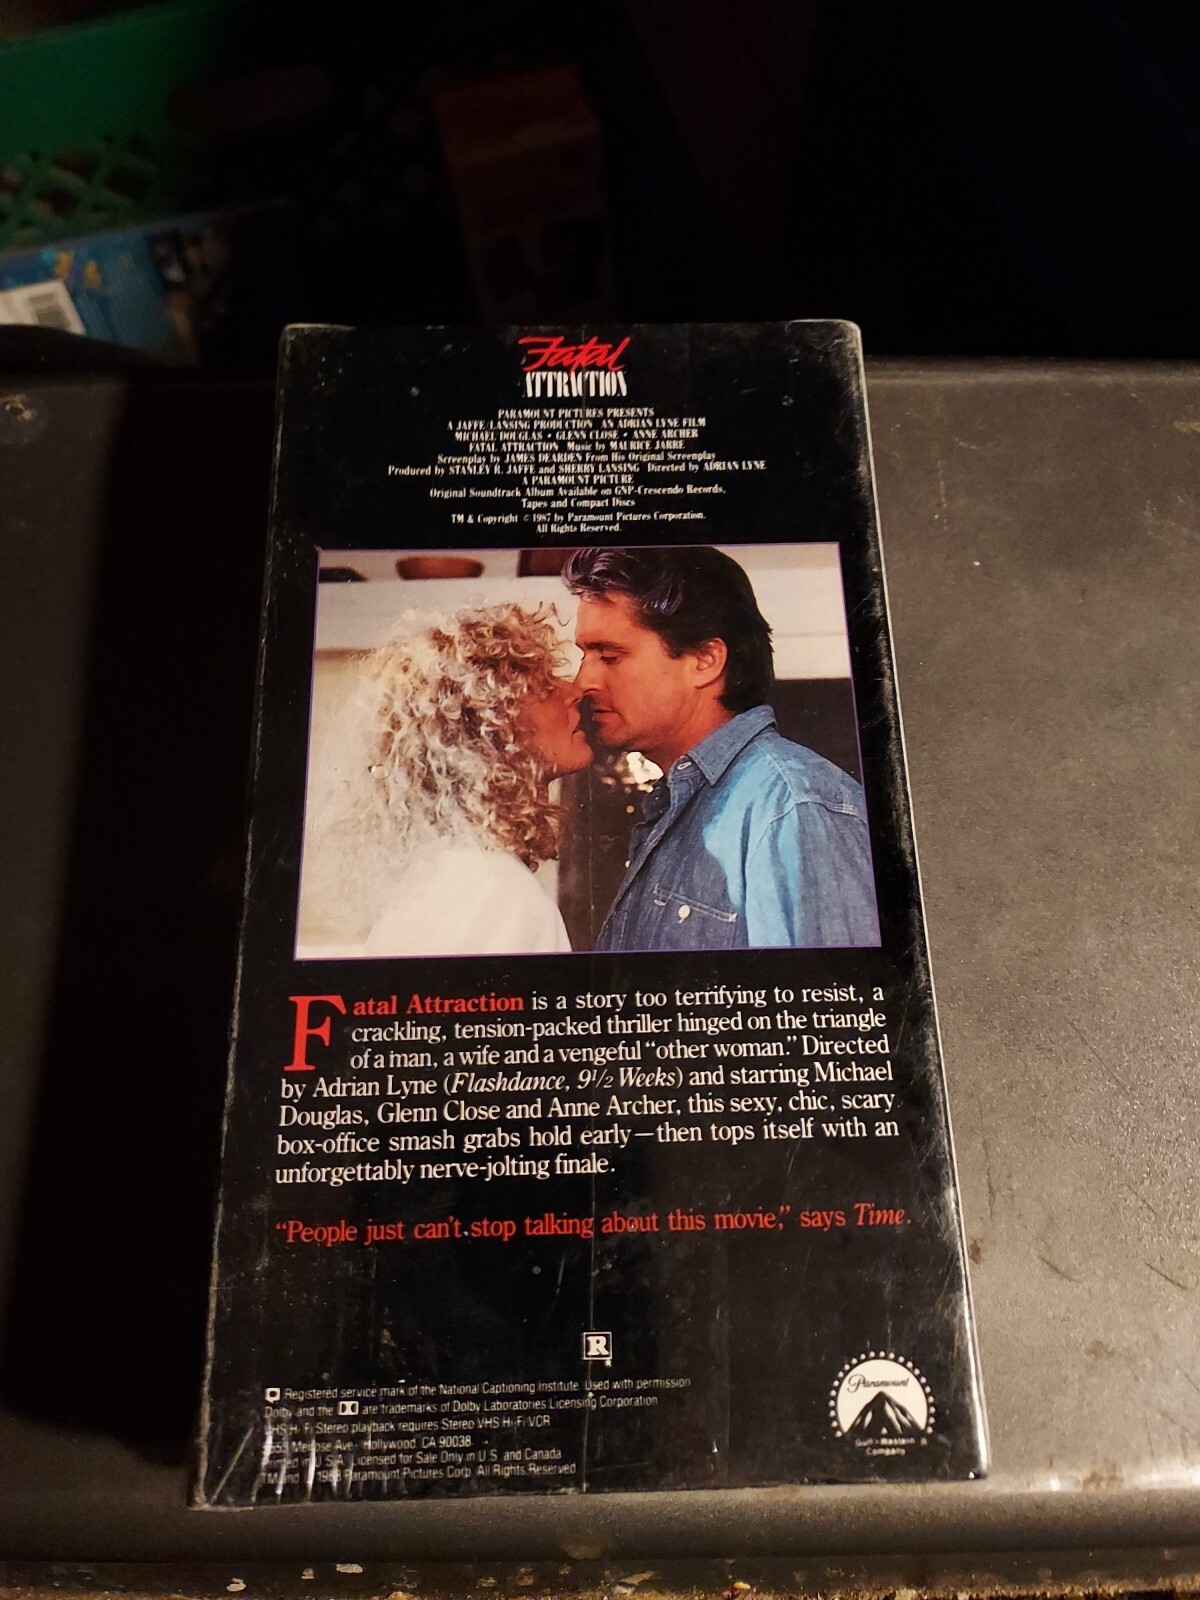 Fatal
ATTRACTION
PARAMOUNT PICTURES PRESENTS
A JAFFE/LANSING PRODUCTION AN ADRIAN LYNE FILM
MICHAEL DOUGLAS • GLENN CLOSE • ANNE ARCHER
FATAL ATTRACTION Music by MAURICE JARRE
Screenplay by JAMES DEARDEN From His Original Screenplay
Produced by STANLEY R. JAFFE and SHERRY LANSING Directed by ADRIAN LYNE
A PARAMOUNT PICTURE
Original Soundtrack Album Available on GNP-Crescendo Records,
Tapes and Compact Discs
TM & Copyright © 1987 by Paramount Pictures Corporation.
All Rights Reserved.
Fatal Attraction is a story too terrifying to resist, a
crackling, tension-packed thriller hinged on the triangle
of a man, a wife and a vengeful “other woman.” Directed
by Adrian Lyne (Flashdance, 9½ Weeks) and starring Michael
Douglas, Glenn Close and Anne Archer, this sexy, chic, scary
box-office smash grabs hold early—then tops itself with an
unforgettably nerve-jolting finale.
“People just can't stop talking about this movie,” says Time.
R
Registered service mark of the National Captioning Institute. Used with permission
Dolby and the are trademarks of Dolby Laboratories Licensing Corporation
VHS Hi-Fi Stereo playback requires Stereo VHS Hi-Fi VCR
Melrose Ave. Hollywood, CA 90038
Printed in U.S.A. Licensed for Sale Only in U.S. and Canada
TM and © 1988 Paramount Pictures Corp. All Rights Reserved
Paramount
Gulf+Western
Company